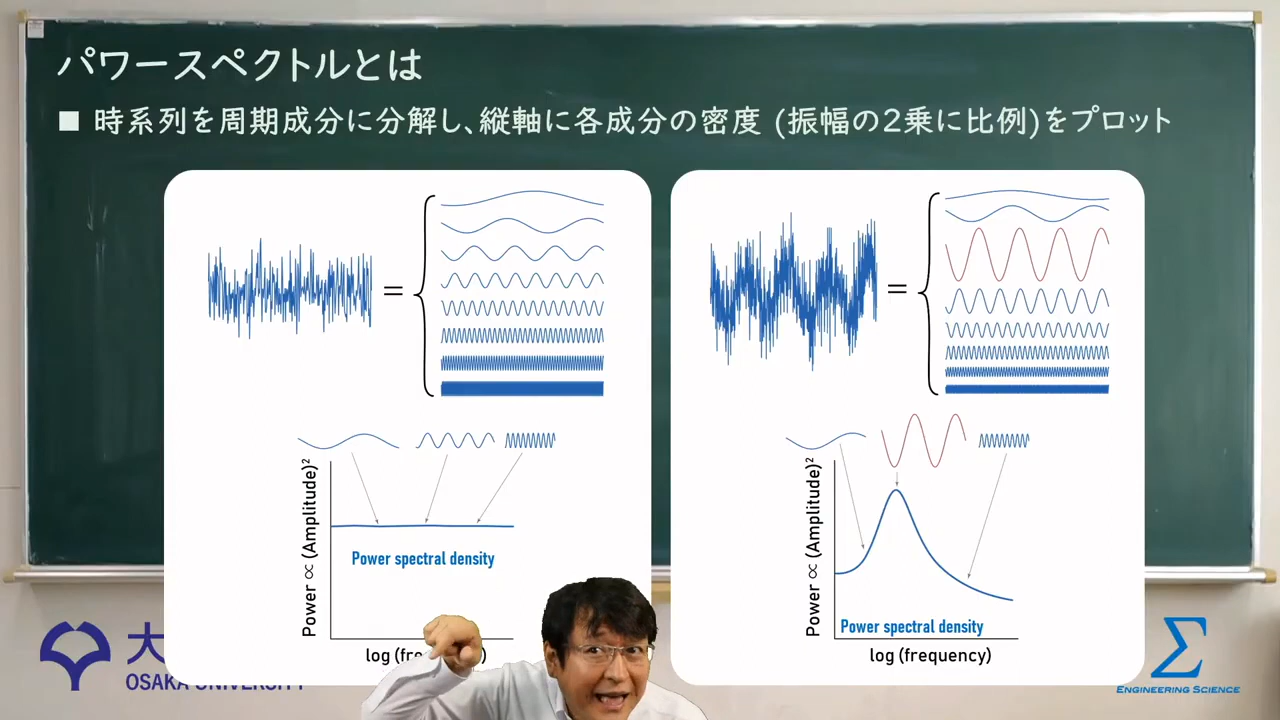 パワースペクトルとは
■ 時系列を周期成分に分解し、縦軸に各成分の密度 (振幅の2乗に比例)をプロット
=
=
Power ∝ (Amplitude)²
Power spectral density
log (fre
Power ∝ (Amplitude)²
Power spectral density
log (frequency)
大
OSAKA UNIVERSITY
Σ
ENGINEERING SCIENCE